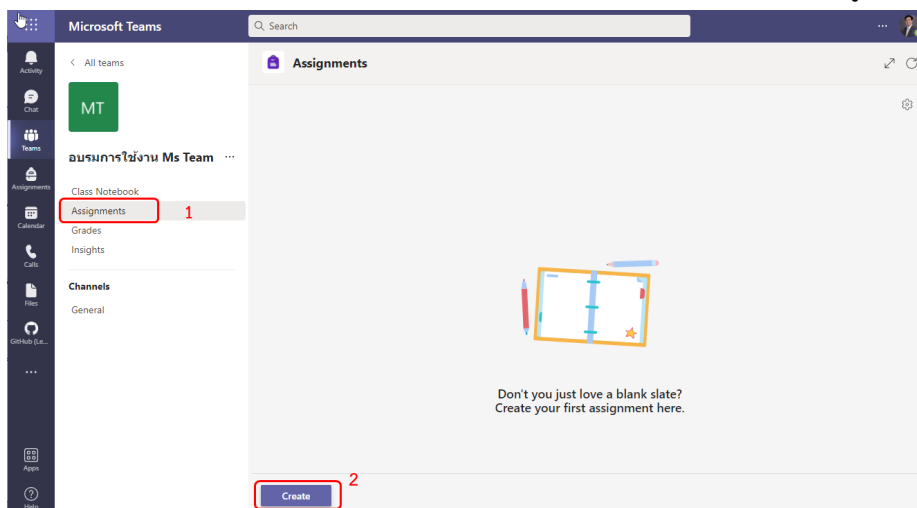 Microsoft Teams
Search
Activity
Chat
Teams
Assignments
Calendar
Calls
Files
GitHub (Le...
Apps
Help
All teams
MT
อบรมการใช้งาน Ms Team
Class Notebook
Assignments
1
Grades
Insights
Channels
General
Assignments
Don't you just love a blank slate?
Create your first assignment here.
Create
2